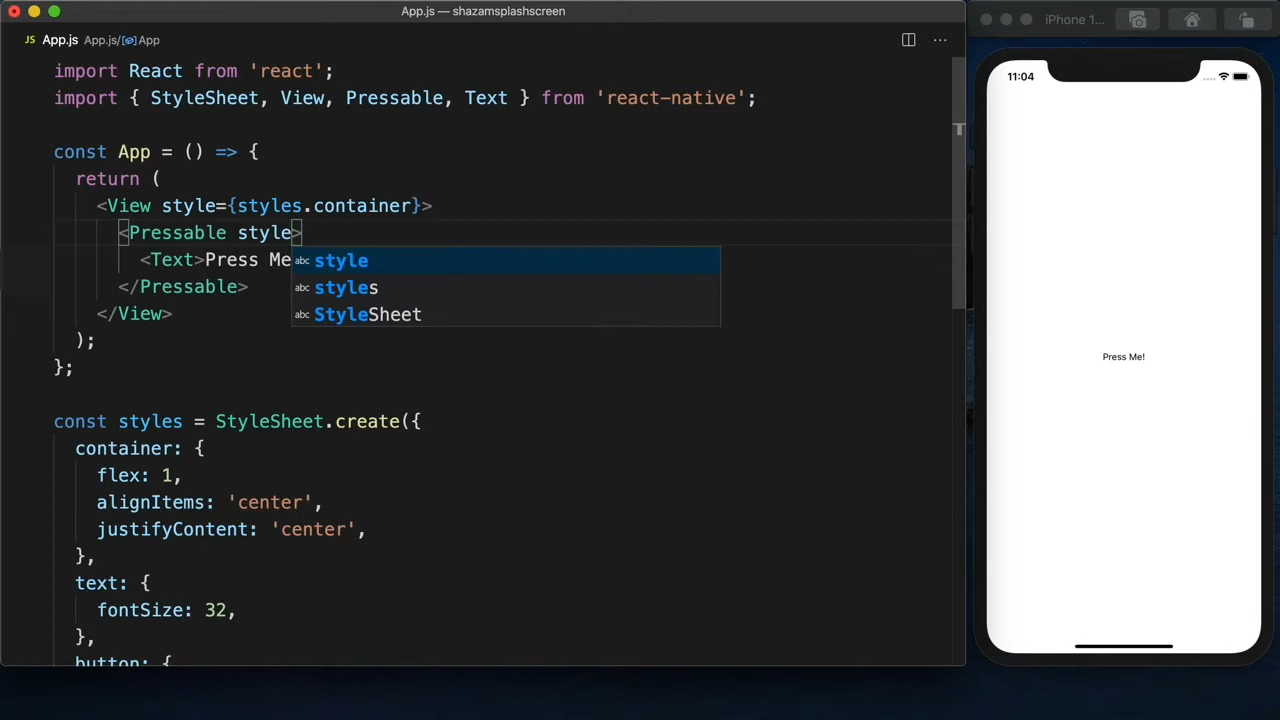 App.js — shazamsplashscreen
iPhone 1...
JS App.js App.js/App
import React from 'react';
import { StyleSheet, View, Pressable, Text } from 'react-native';
const App = () => {
return (
<View style={styles.container}>
<Pressable style>
<Text>Press Me
</Pressable>
</View>
);
};
abc style
abc styles
abc StyleSheet
const styles = StyleSheet.create({
container: {
flex: 1,
alignItems: 'center',
justifyContent: 'center',
},
text: {
fontSize: 32,
},
button: {
11:04
Press Me!